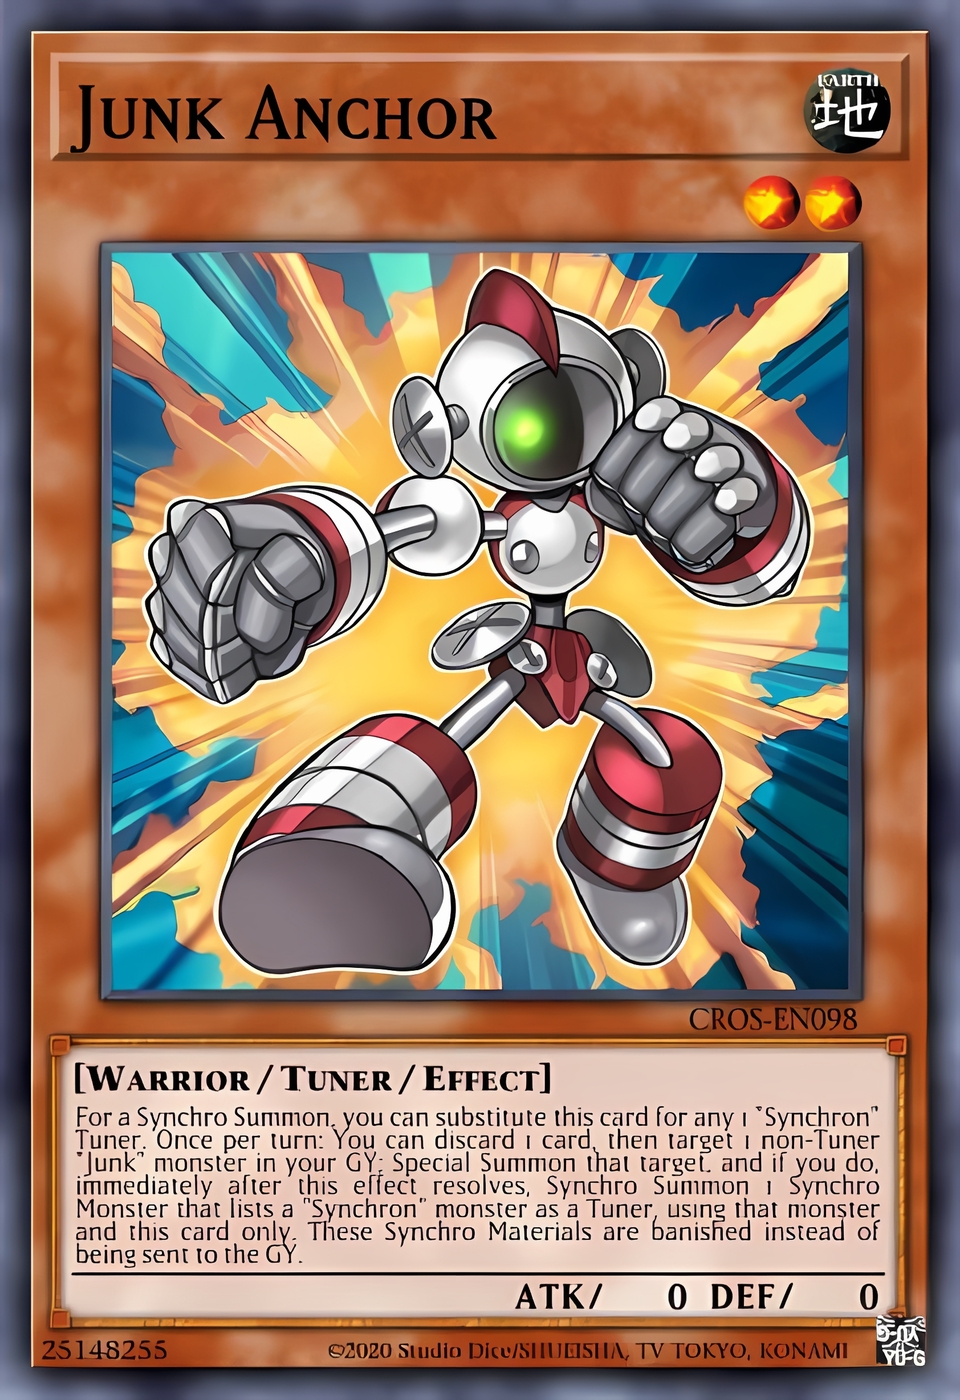 JUNK ANCHOR
EARTH
地
CROS-EN098
[WARRIOR / TUNER / EFFECT]
For a Synchro Summon, you can substitute this card for any 1 "Synchron"
Tuner. Once per turn: You can discard 1 card, then target 1 non-Tuner
"Junk" monster in your GY; Special Summon that target, and if you do,
immediately after this effect resolves, Synchro Summon 1 Synchro
Monster that lists a "Synchron" monster as a Tuner, using that monster
and this card only. These Synchro Materials are banished instead of
being sent to the GY.
ATK/ 0 DEF/ 0
25148255 ©2020 Studio Dice/SHUEISHA, TV TOKYO, KONAMI